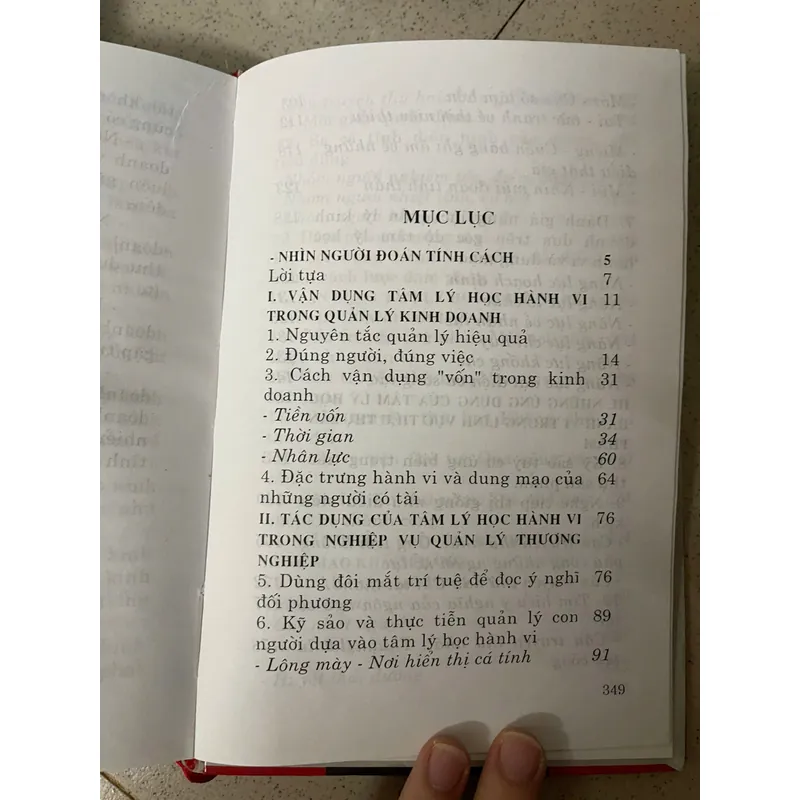 MỤC LỤC
- NHÌN NGƯỜI ĐOÁN TÍNH CÁCH 5
Lời tựa 7
I. VẬN DỤNG TÂM LÝ HỌC HÀNH VI 11
TRONG QUẢN LÝ KINH DOANH
1. Nguyên tắc quản lý hiệu quả
2. Đúng người, đúng việc 14
3. Cách vận dụng "vốn" trong kinh 31
doanh
- Tiền vốn 31
- Thời gian 34
- Nhân lực 60
4. Đặc trưng hành vi và dung mạo của 64
những người có tài
II. TÁC DỤNG CỦA TÂM LÝ HỌC HÀNH VI 76
TRONG NGHIỆP VỤ QUẢN LÝ THƯƠNG
NGHIỆP
5. Dùng đôi mắt trí tuệ để đọc ý nghĩ 76
đối phương
6. Kỹ sảo và thực tiễn quản lý con 89
người dựa vào tâm lý học hành vi
- Lông mày - Nơi hiển thị cá tính 91
349